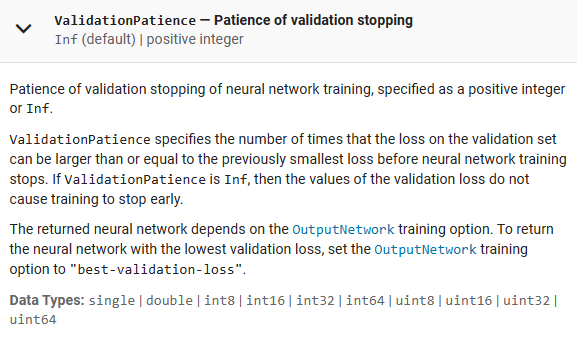 ValidationPatience — Patience of validation stopping
Inf (default) | positive integer
Patience of validation stopping of neural network training, specified as a positive integer
or Inf.
ValidationPatience specifies the number of times that the loss on the validation set
can be larger than or equal to the previously smallest loss before neural network training
stops. If ValidationPatience is Inf, then the values of the validation loss do not
cause training to stop early.
The returned neural network depends on the OutputNetwork training option. To return
the neural network with the lowest validation loss, set the OutputNetwork training
option to "best-validation-loss".
Data Types: single | double | int8 | int16 | int32 | int64 | uint8 | uint16 | uint32 |
uint64